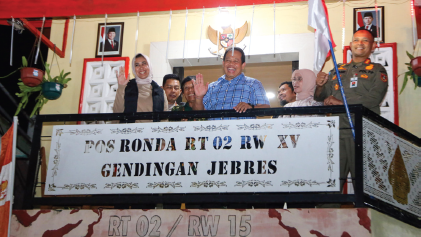 POS RONDA RT 02 RW XV
GENDINGAN JEBRES
RT 02 / RW 15